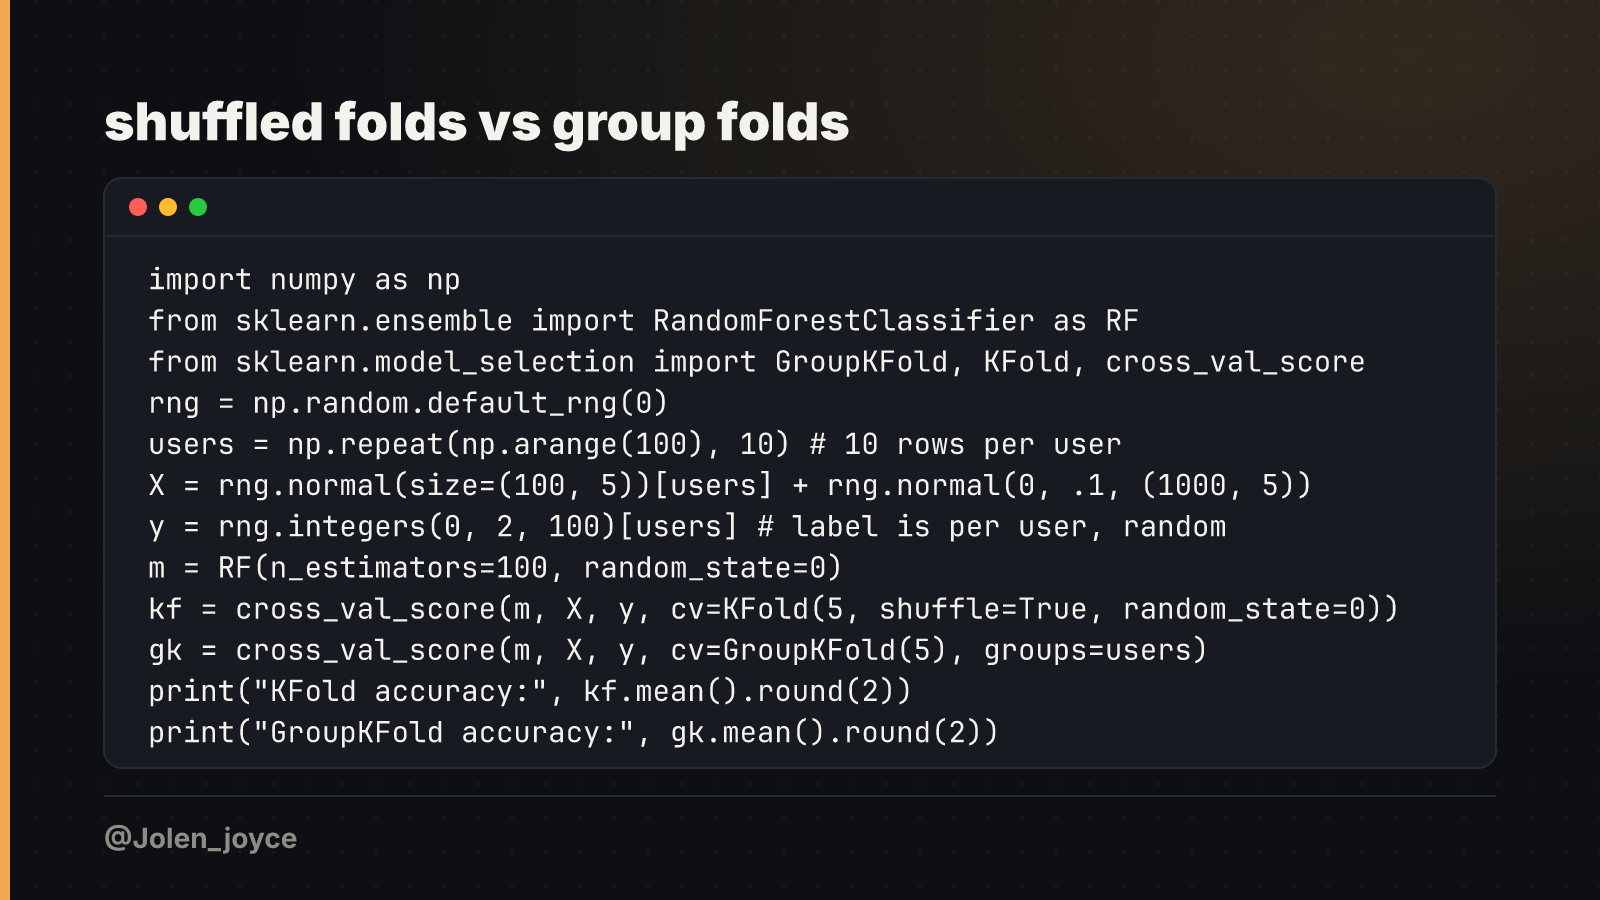 shuffled folds vs group folds
import numpy as np
from sklearn.ensemble import RandomForestClassifier as RF
from sklearn.model_selection import GroupKFold, KFold, cross_val_score
rng = np.random.default_rng(0)
users = np.repeat(np.arange(100), 10) # 10 rows per user
X = rng.normal(size=(100, 5))[users] + rng.normal(0, .1, (1000, 5))
y = rng.integers(0, 2, 100)[users] # label is per user, random
m = RF(n_estimators=100, random_state=0)
kf = cross_val_score(m, X, y, cv=KFold(5, shuffle=True, random_state=0))
gk = cross_val_score(m, X, y, cv=GroupKFold(5), groups=users)
print("KFold accuracy:", kf.mean().round(2))
print("GroupKFold accuracy:", gk.mean().round(2))
@Jolen_joyce